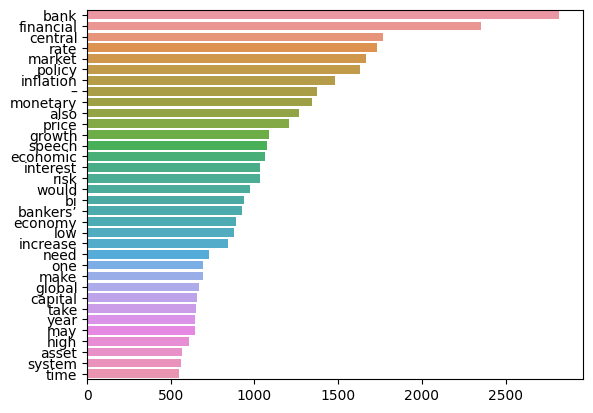 bank
financial
central
rate
market
policy
inflation
–
monetary
also
price
growth
speech
economic
interest
risk
would
bi
bankers’
economy
low
increase
need
one
make
global
capital
take
year
may
high
asset
system
time
0 500 1000 1500 2000 2500